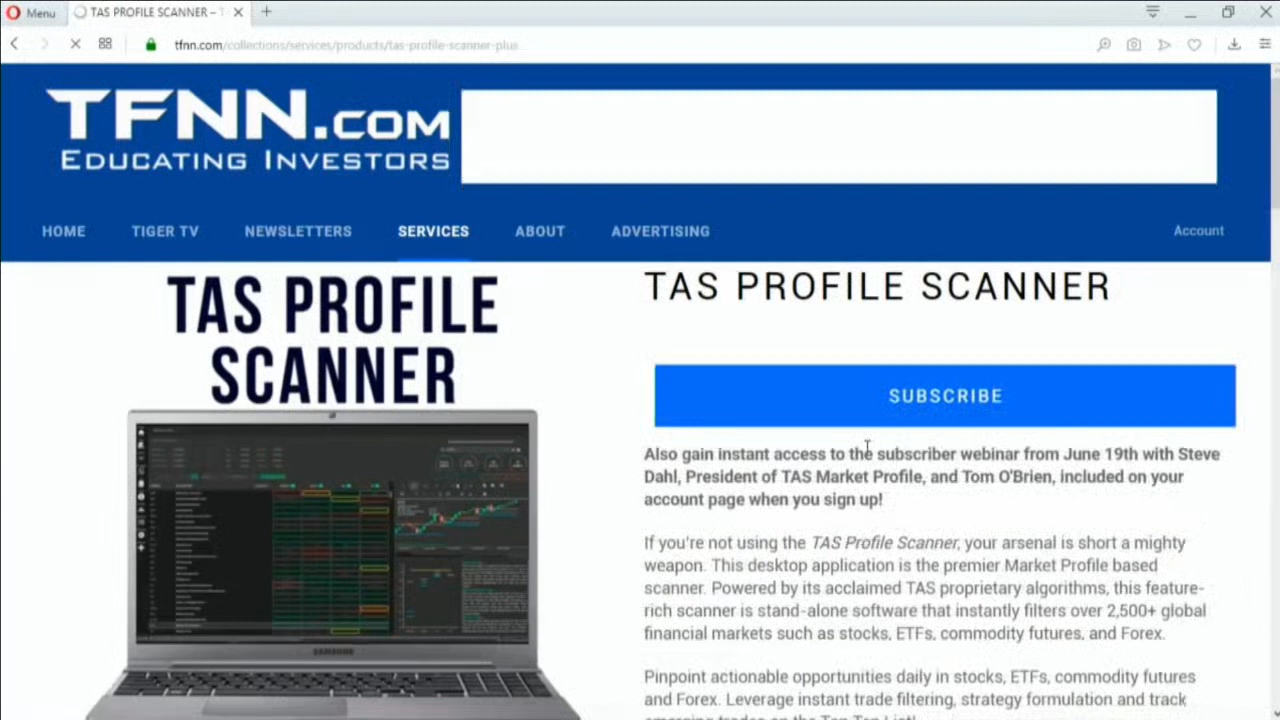 Menu
TAS PROFILE SCANNER – T
tfnn.com/collections/services/products/tas-profile-scanner-plus
TFNN.COM
EDUCATING INVESTORS
HOME TIGER TV NEWSLETTERS SERVICES ABOUT ADVERTISING Account
TAS PROFILE
SCANNER
SAMSUNG
TAS PROFILE SCANNER
SUBSCRIBE
Also gain instant access to the subscriber webinar from June 19th with Steve
Dahl, President of TAS Market Profile, and Tom O'Brien, included on your
account page when you sign up!
If you're not using the TAS Profile Scanner, your arsenal is short a mighty
weapon. This desktop application is the premier Market Profile based
scanner. Powered by its acclaimed TAS proprietary algorithms, this feature-
rich scanner is stand-alone software that instantly filters over 2,500+ global
financial markets such as stocks, ETFs, commodity futures, and Forex.
Pinpoint actionable opportunities daily in stocks, ETFs, commodity futures
and Forex. Leverage instant trade filtering, strategy formulation and track
emerging trades on the Top Ten List!